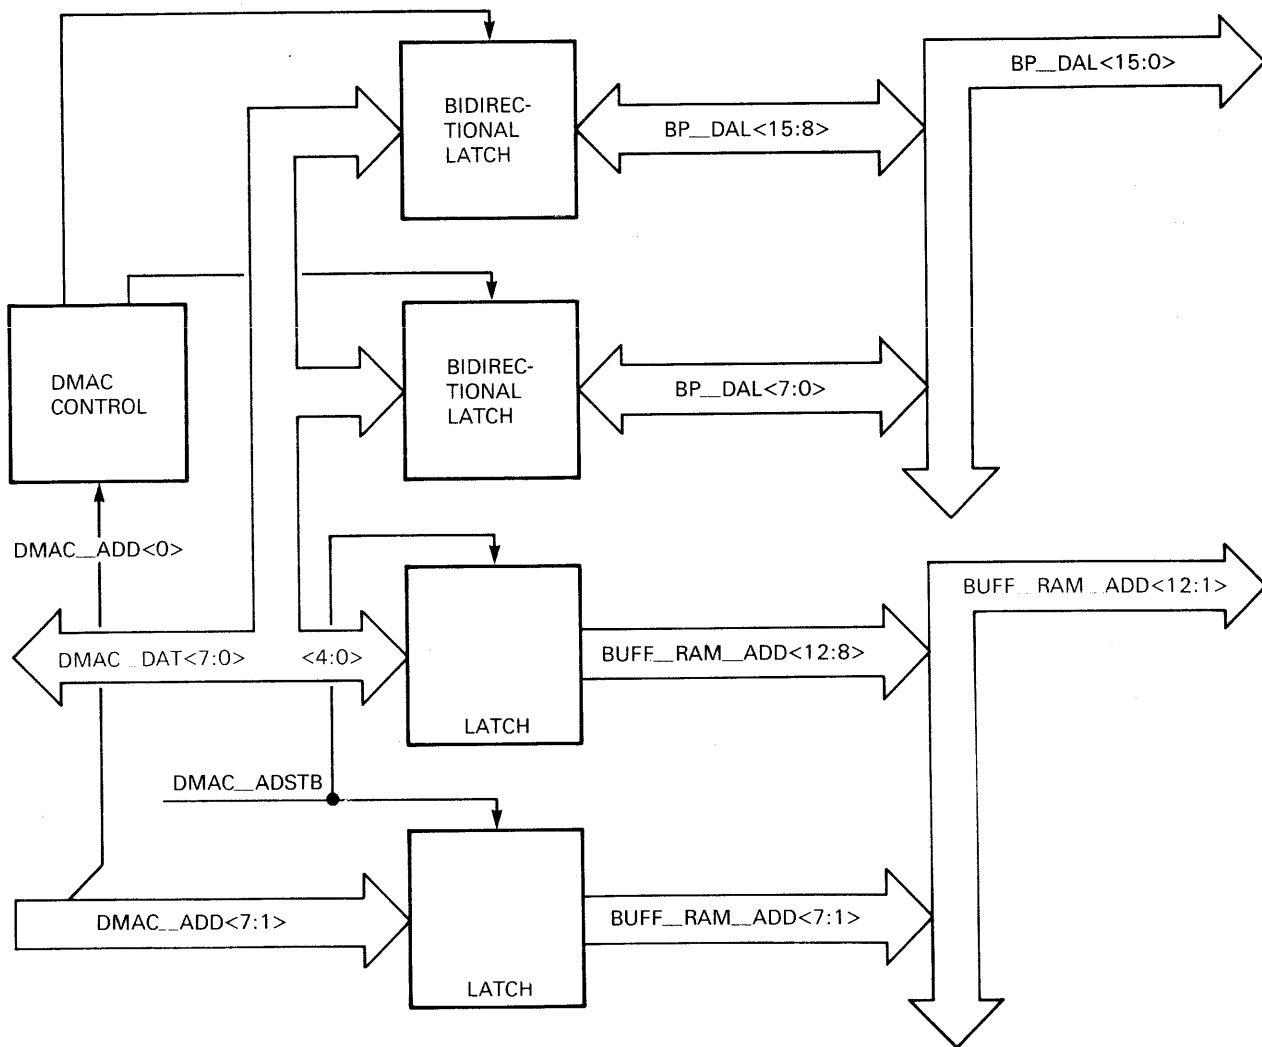 BP__DAL<15:0>
BIDIREC-
TIONAL
LATCH
BP__DAL<15:8>
DMAC
CONTROL
BIDIREC-
TIONAL
LATCH
BP__DAL<7:0>
DMAC__ADD<0>
BUFF__RAM__ADD<12:1>
DMAC__DAT<7:0>
<4:0>
BUFF__RAM__ADD<12:8>
LATCH
DMAC__ADSTB
DMAC__ADD<7:1>
BUFF__RAM__ADD<7:1>
LATCH